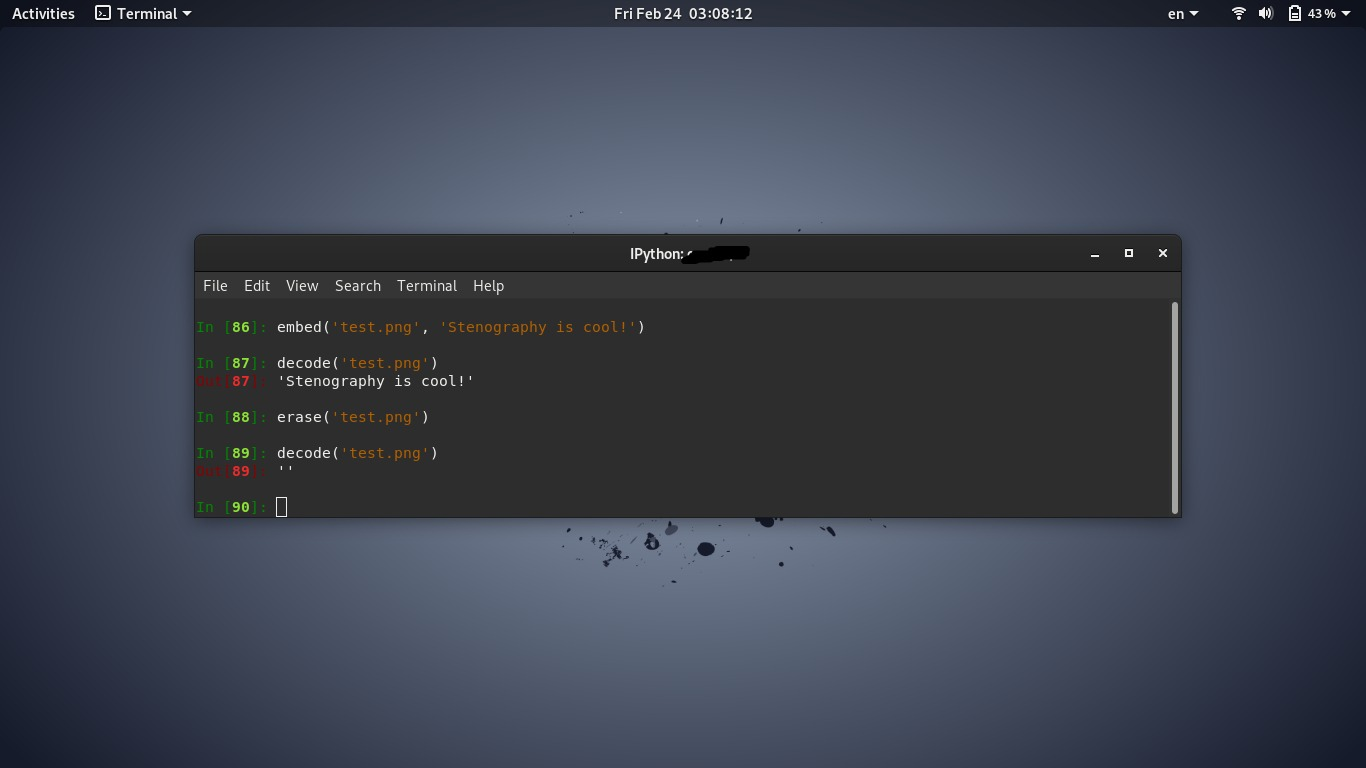 Activities Terminal Fri Feb 24 03:08:12 en 43%
IPython:
File Edit View Search Terminal Help
In [86]: embed('test.png', 'Stenography is cool!')
In [87]: decode('test.png')
Out[87]: 'Stenography is cool!'
In [88]: erase('test.png')
In [89]: decode('test.png')
Out[89]: ''
In [90]: